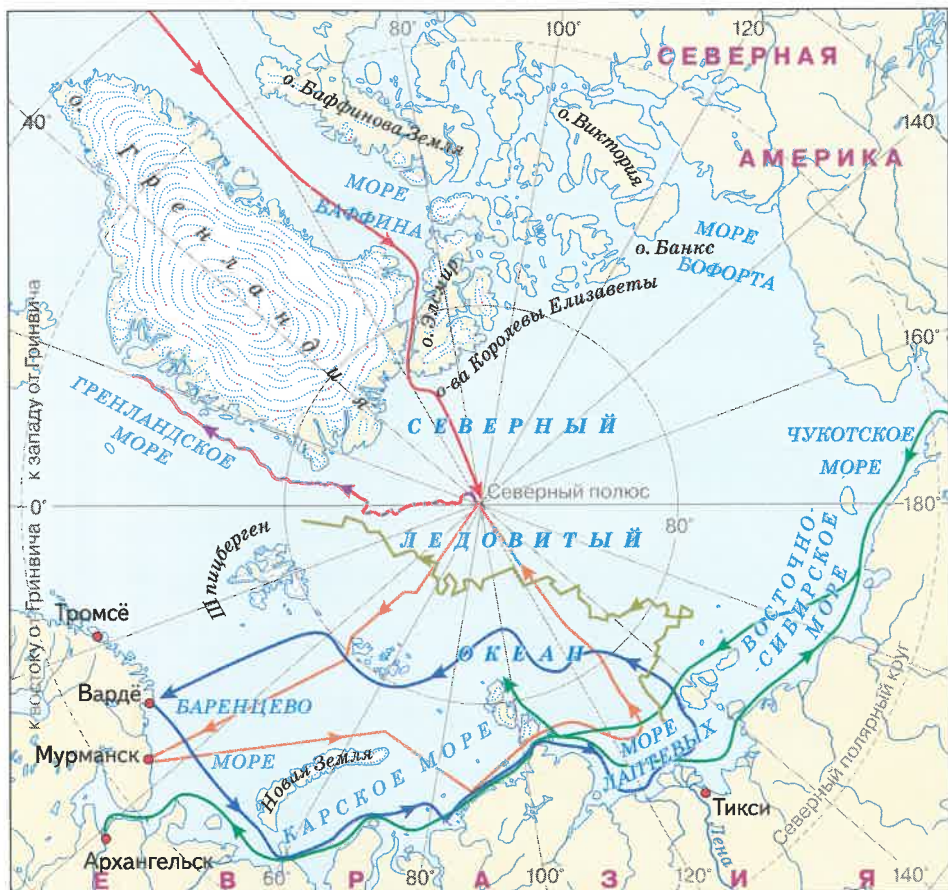 80°
100°
120°
СЕВЕРНАЯ
о. Баффинова Земля
о. Виктория
40
140°
АМЕРИКА
о. Гренландия
МОРЕ
БАФФИНА
МОРЕ
БОФОРТА
о. Банкс
о. Элсмир
о-ва Королевы Елизаветы
160°
к западу от Гринвича
ГРЕНЛАНДСКОЕ
МОРЕ
СЕВЕРНЫЙ
ЧУКОТСКОЕ
МОРЕ
Северный полюс
0°
180°
ЛЕДОВИТЫЙ
80°
к востоку от Гринвича
Шпицберген
ВОСТОЧНО-
СИБИРСКОЕ
МОРЕ
Тромсё
ОКЕАН
Вардё
БАРЕНЦЕВО
МОРЕ
Мурманск
Новая Земля
КАРСКОЕ МОРЕ
МОРЕ
ЛАПТЕВЫХ
Северный полярный круг
Тикси
Лена
Архангельск
ЕВРАЗИЯ
60°
80°
100°
120°
140°